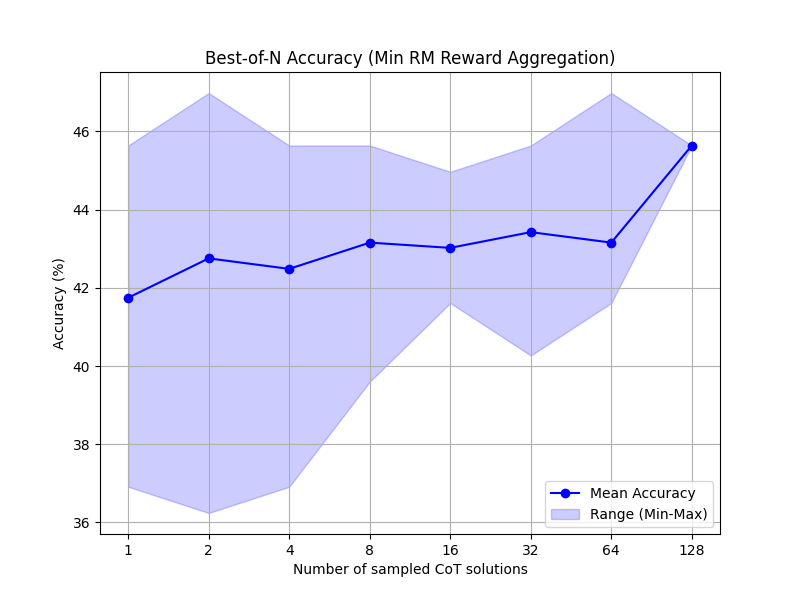 Best-of-N Accuracy (Min RM Reward Aggregation)
Accuracy (%)
46
44
42
40
38
36
1 2 4 8 16 32 64 128
Number of sampled CoT solutions
Mean Accuracy
Range (Min-Max)